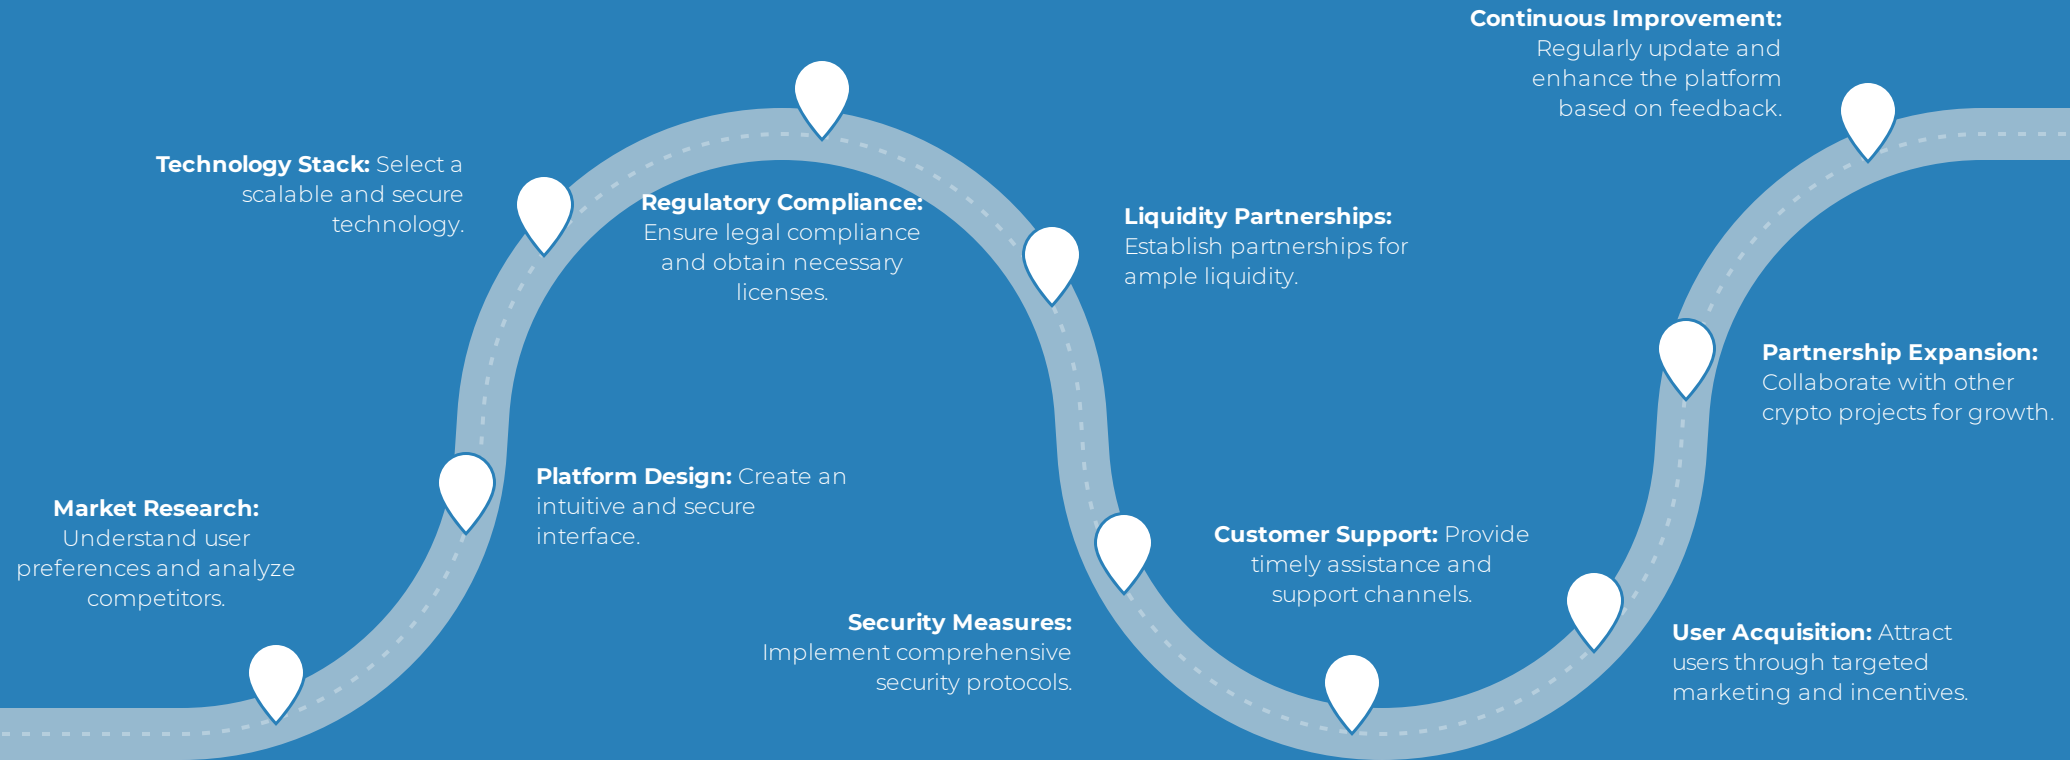 Market Research:
Understand user
preferences and analyze
competitors.
Platform Design: Create an
intuitive and secure
interface.
Technology Stack: Select a
scalable and secure
technology.
Regulatory Compliance:
Ensure legal compliance
and obtain necessary
licenses.
Liquidity Partnerships:
Establish partnerships for
ample liquidity.
Security Measures:
Implement comprehensive
security protocols.
Customer Support: Provide
timely assistance and
support channels.
User Acquisition: Attract
users through targeted
marketing and incentives.
Partnership Expansion:
Collaborate with other
crypto projects for growth.
Continuous Improvement:
Regularly update and
enhance the platform
based on feedback.